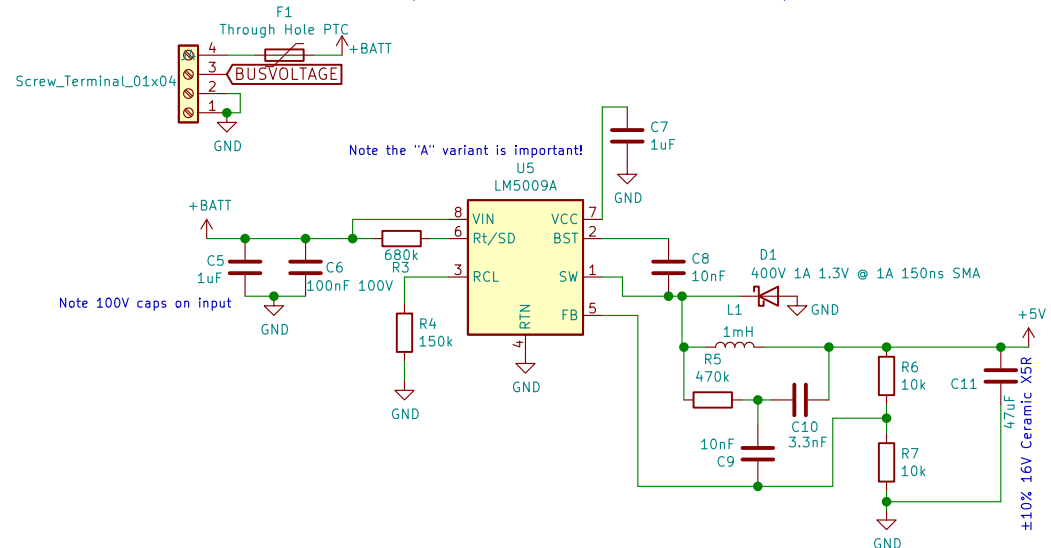 F1
Through Hole PTC
+BATT
4
3
2
1
BUSVOLTAGE
Screw_Terminal_01x04
GND
Note the "A" variant is important!
U5
LM5009A
C7
1uF
GND
+BATT
8
VIN
VCC
7
6
Rt/SD
BST
2
680k
R3
3
RCL
SW
1
FB
5
RTN
4
GND
C5
1uF
C6
100nF 100V
Note 100V caps on input
GND
R4
150k
GND
C8
10nF
D1
400V 1A 1.3V @ 1A 150ns SMA
GND
L1
1mH
+5V
R5
470k
C10
3.3nF
10nF
C9
R6
10k
R7
10k
C11
47uF
±10% 16V Ceramic X5R
GND